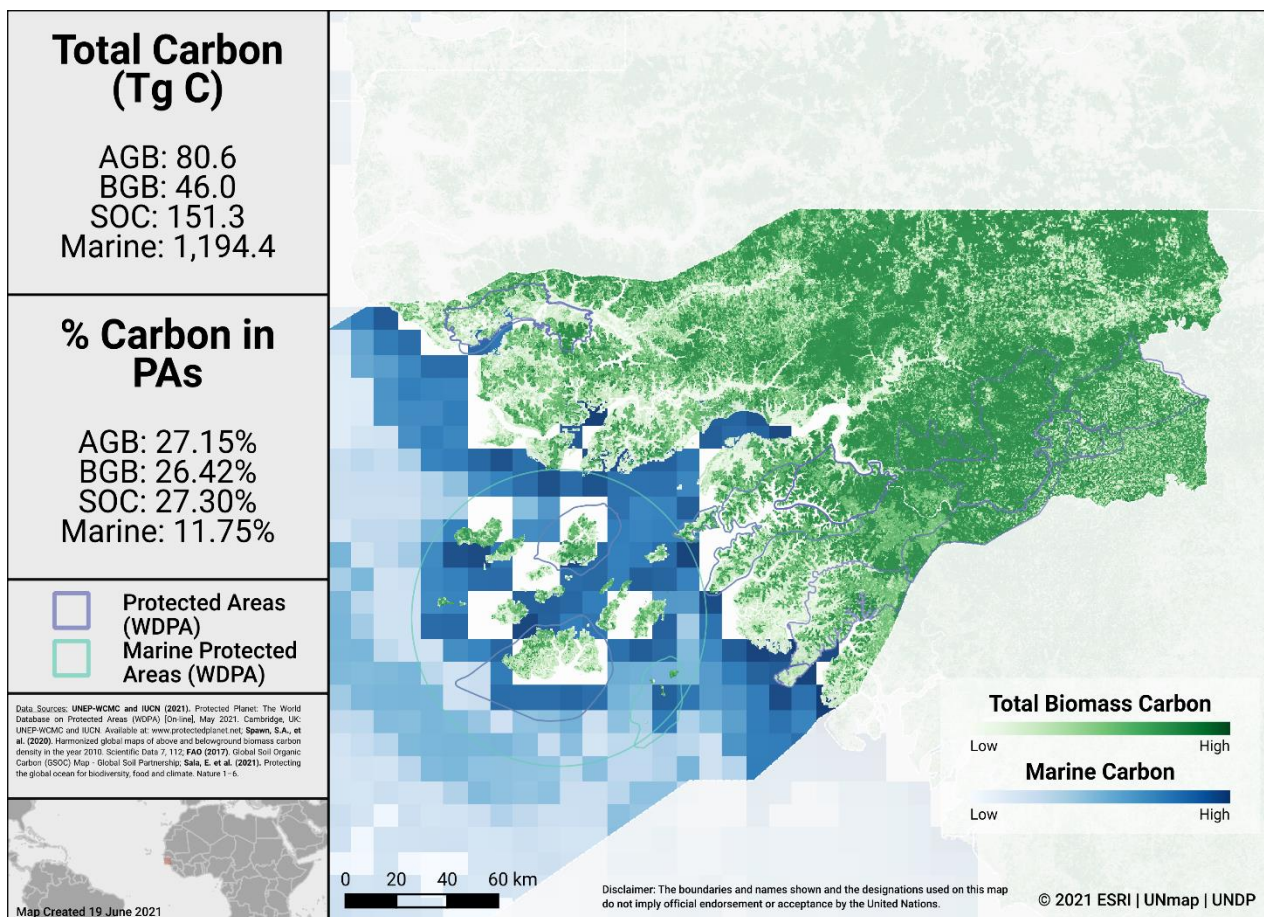 Total Carbon
(Tg C)
AGB: 80.6
BGB: 46.0
SOC: 151.3
Marine: 1,194.4
% Carbon in
PAs
AGB: 27.15%
BGB: 26.42%
SOC: 27.30%
Marine: 11.75%
Protected Areas
(WDPA)
Marine Protected
Areas (WDPA)
Data Sources: UNEP-WCMC and IUCN (2021). Protected Planet: The World
Database on Protected Areas (WDPA) [On-line], May 2021. Cambridge, UK:
UNEP-WCMC and IUCN. Available at: www.protectedplanet.net; Spawn, S.A., et
al. (2020). Harmonized global maps of above and belowground biomass carbon
density in the year 2010. Scientific Data 7, 112; FAO (2017). Global Soil Organic
Carbon (GSOC) Map - Global Soil Partnership; Sala, E. et al. (2021). Protecting
the global ocean for biodiversity, food and climate. Nature 1–6.
Map Created 19 June 2021
0 20 40 60 km
Total Biomass Carbon
Low High
Marine Carbon
Low High
Disclaimer: The boundaries and names shown and the designations used on this map
do not imply official endorsement or acceptance by the United Nations.
© 2021 ESRI | UNmap | UNDP